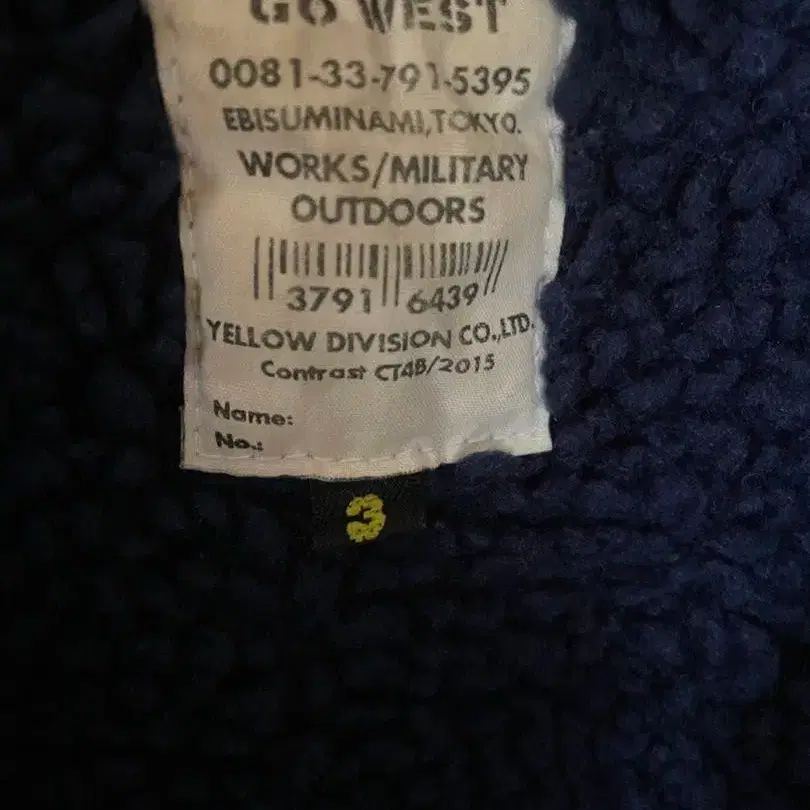 GO WEST
0081-33-791-5395
EBISUMINAMI,TOKYO.
WORKS/MILITARY
OUTDOORS
3791 6439
YELLOW DIVISION CO.,LTD.
Contrast CT4B/2015
Name:
No.:
3